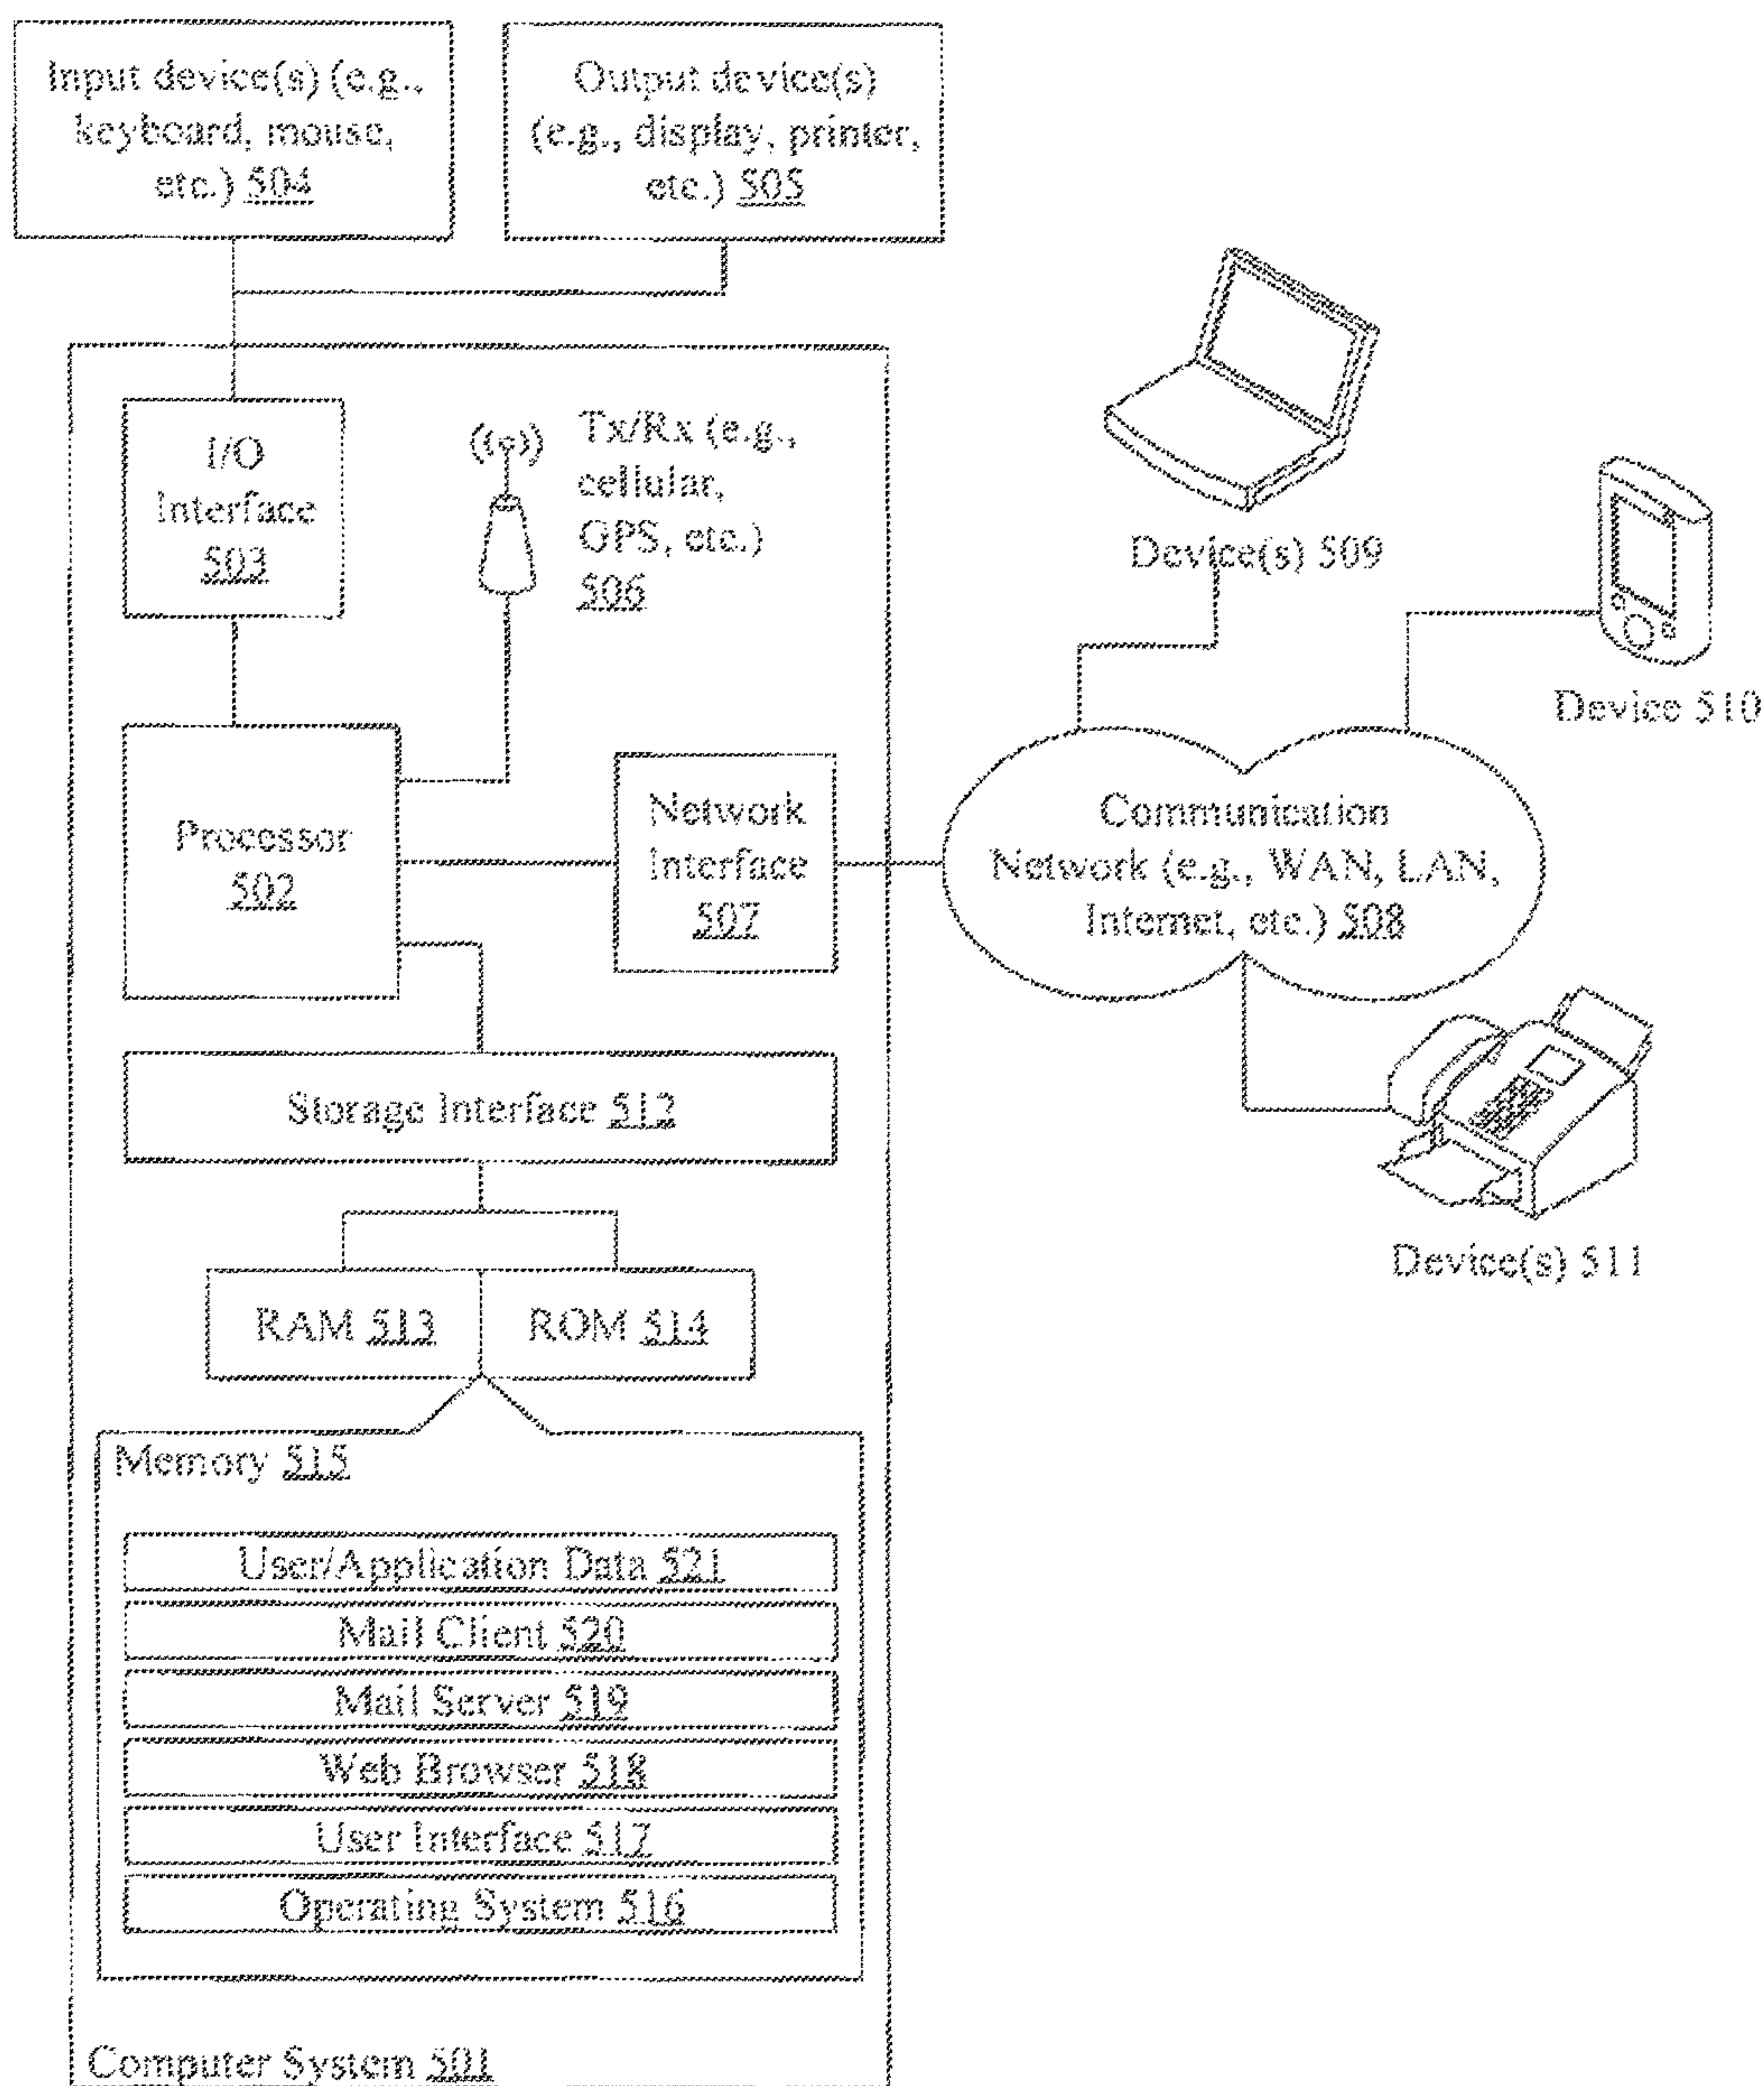 Input device(s) (e.g.,
keyboard, mouse,
etc.) 504
Output device(s)
(e.g., display, printer,
etc.) 505
I/O
Interface
503
Tx/Rx (e.g.,
cellular,
GPS, etc.)
506
Device(s) 509
Device 510
Processor
502
Network
Interface
507
Communication
Network (e.g., WAN, LAN,
Internet, etc.) 508
Storage Interface 512
Device(s) 511
RAM 513
ROM 514
Memory 515
User/Application Data 521
Mail Client 520
Mail Server 519
Web Browser 518
User Interface 517
Operating System 516
Computer System 501